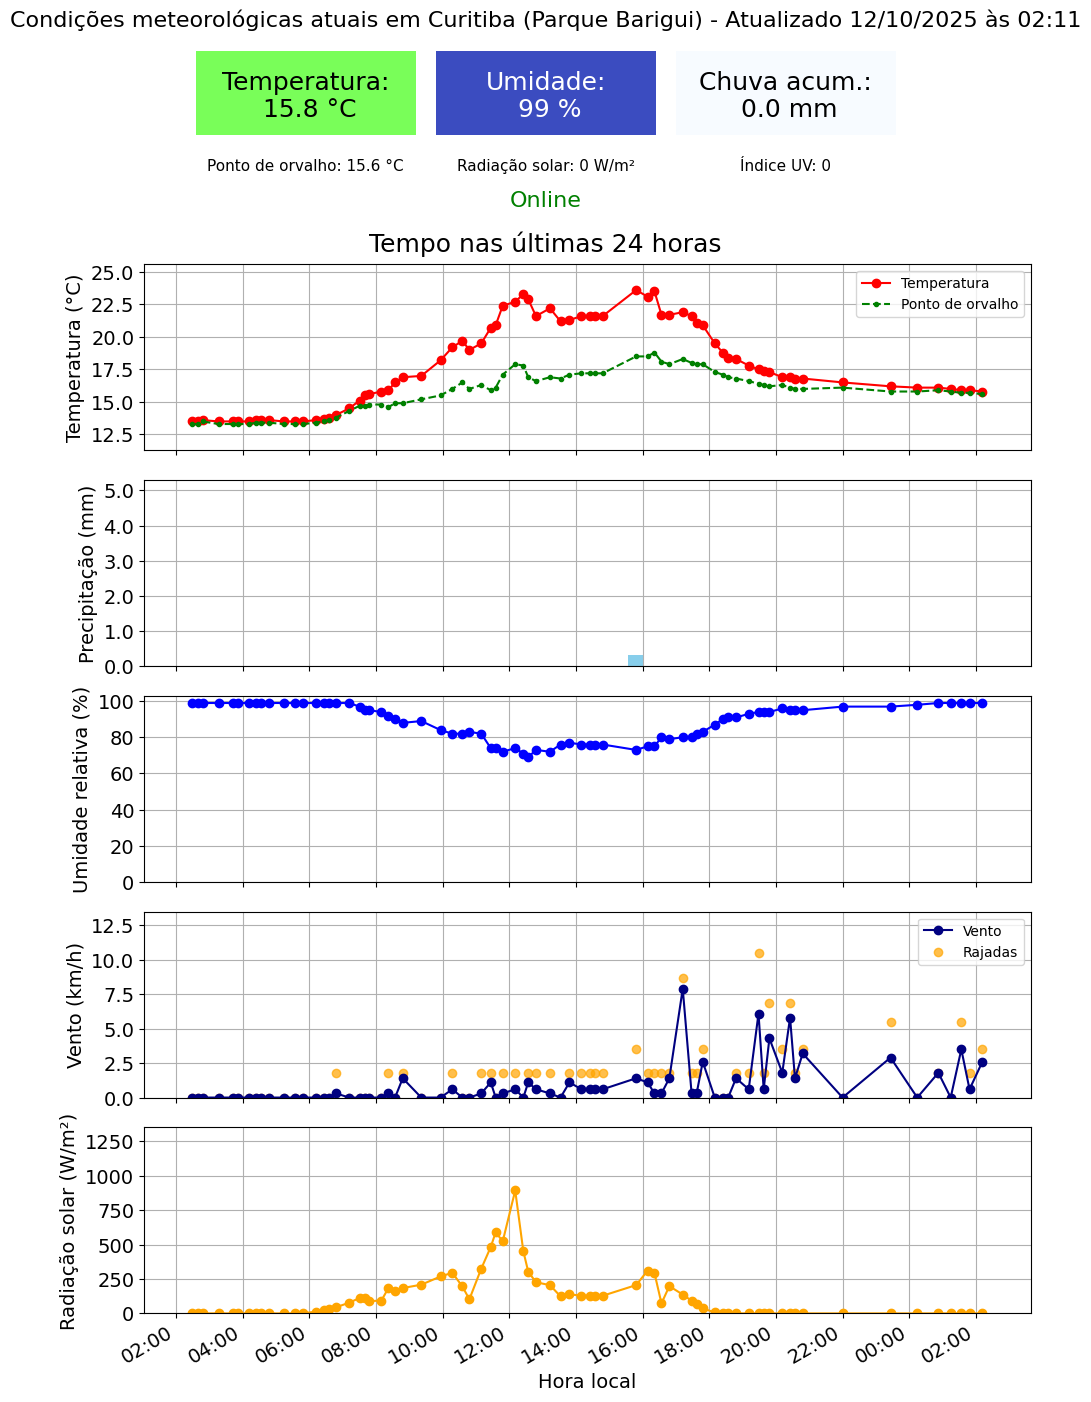 Condições meteorológicas atuais em Curitiba (Parque Barigui) - Atualizado 12/10/2025 às 02:11
Temperatura:
15.8 °C
Umidade:
99 %
Chuva acum.:
0.0 mm
Ponto de orvalho: 15.6 °C
Radiação solar: 0 W/m²
Índice UV: 0
Online
Tempo nas últimas 24 horas
Temperatura (°C)
25.0
22.5
20.0
17.5
15.0
12.5
Temperatura
Ponto de orvalho
Precipitação (mm)
5.0
4.0
3.0
2.0
1.0
0.0
Umidade relativa (%)
100
80
60
40
20
0
Vento (km/h)
12.5
10.0
7.5
5.0
2.5
0.0
Vento
Rajadas
Radiação solar (W/m²)
1250
1000
750
500
250
0
02:00
04:00
06:00
08:00
10:00
12:00
14:00
16:00
18:00
20:00
22:00
00:00
02:00
Hora local